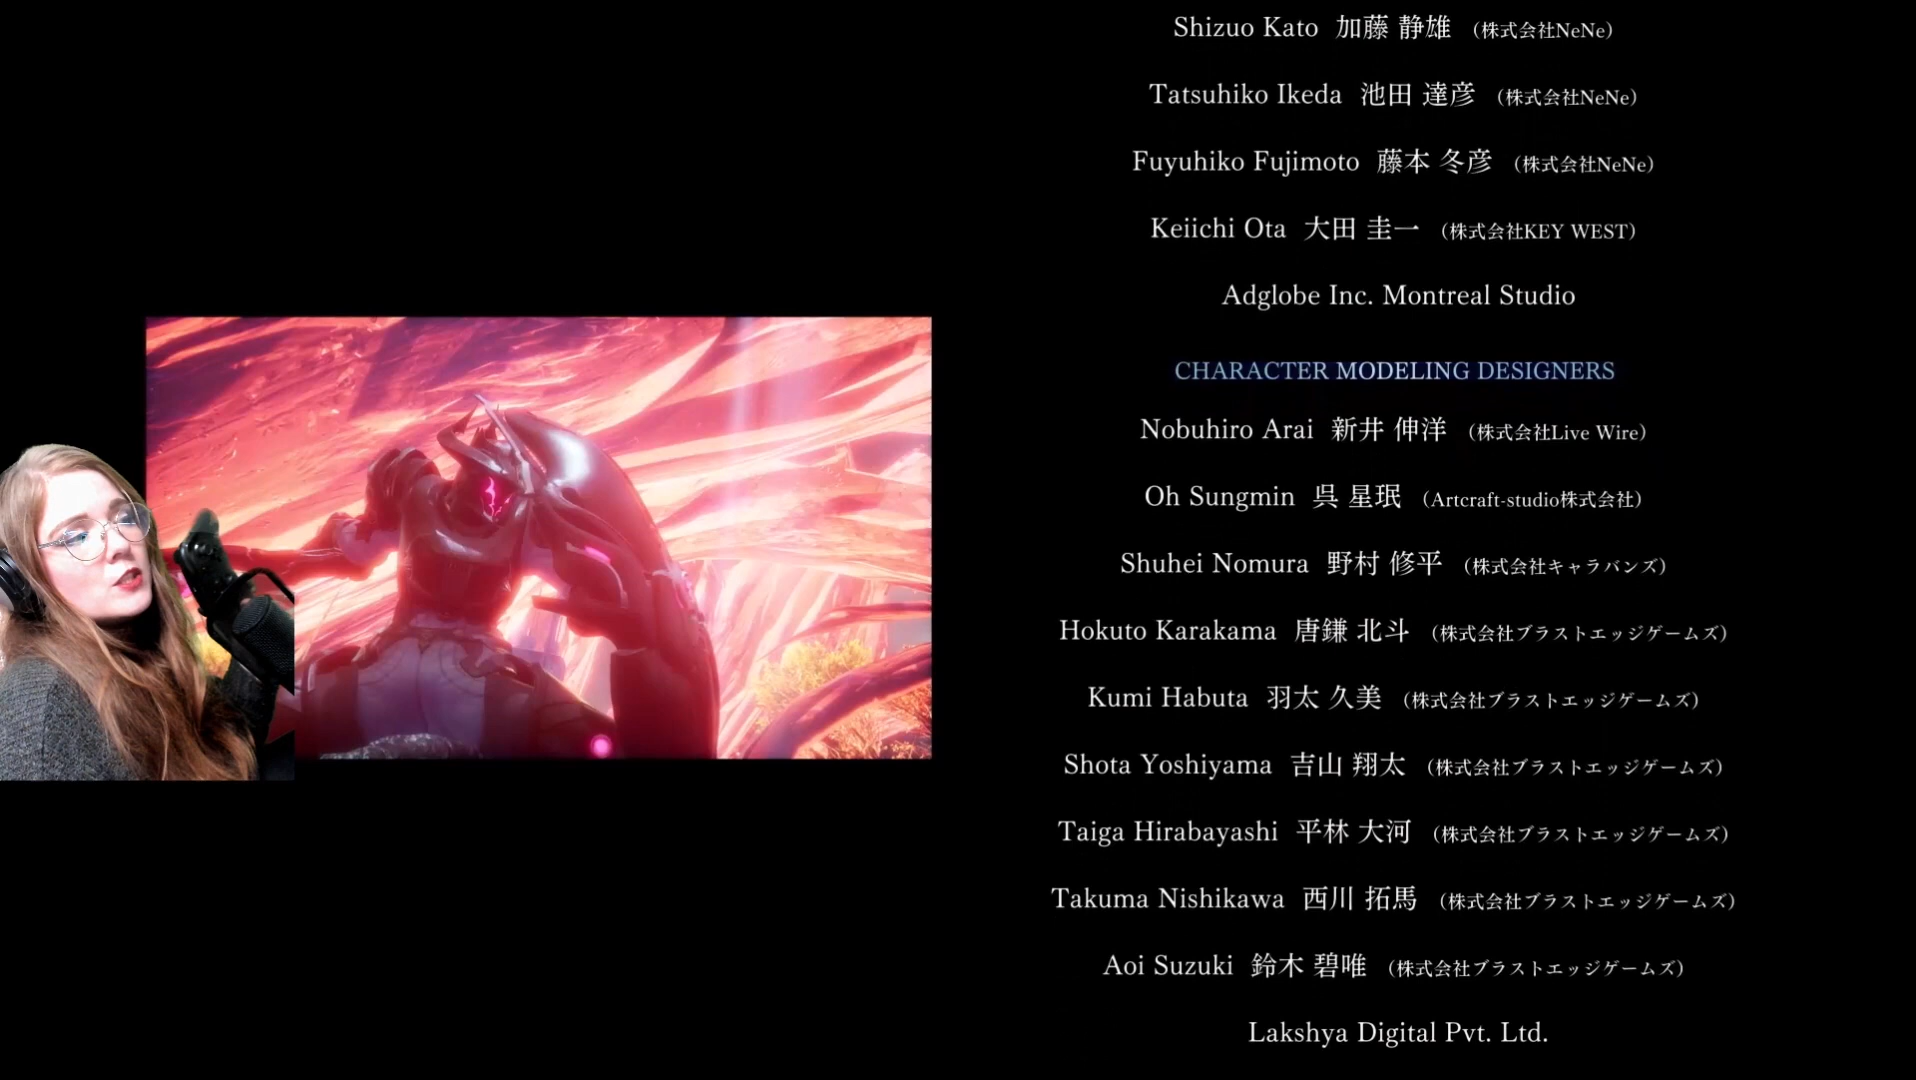 Shizuo Kato 加藤 静雄 （株式会社NeNe）
Tatsuhiko Ikeda 池田 達彦 （株式会社NeNe）
Fuyuhiko Fujimoto 藤本 冬彦 （株式会社NeNe）
Keiichi Ota 大田 圭一 （株式会社KEY WEST）
Adglobe Inc. Montreal Studio
CHARACTER MODELING DESIGNERS
Nobuhiro Arai 新井 伸洋 （株式会社Live Wire）
Oh Sungmin 呉 星珉 （Artcraft-studio株式会社）
Shuhei Nomura 野村 修平 （株式会社キャラバンズ）
Hokuto Karakama 唐鎌 北斗 （株式会社ブラストエッジゲームズ）
Kumi Habuta 羽太 久美 （株式会社ブラストエッジゲームズ）
Shota Yoshiyama 吉山 翔太 （株式会社ブラストエッジゲームズ）
Taiga Hirabayashi 平林 大河 （株式会社ブラストエッジゲームズ）
Takuma Nishikawa 西川 拓馬 （株式会社ブラストエッジゲームズ）
Aoi Suzuki 鈴木 碧唯 （株式会社ブラストエッジゲームズ）
Lakshya Digital Pvt. Ltd.